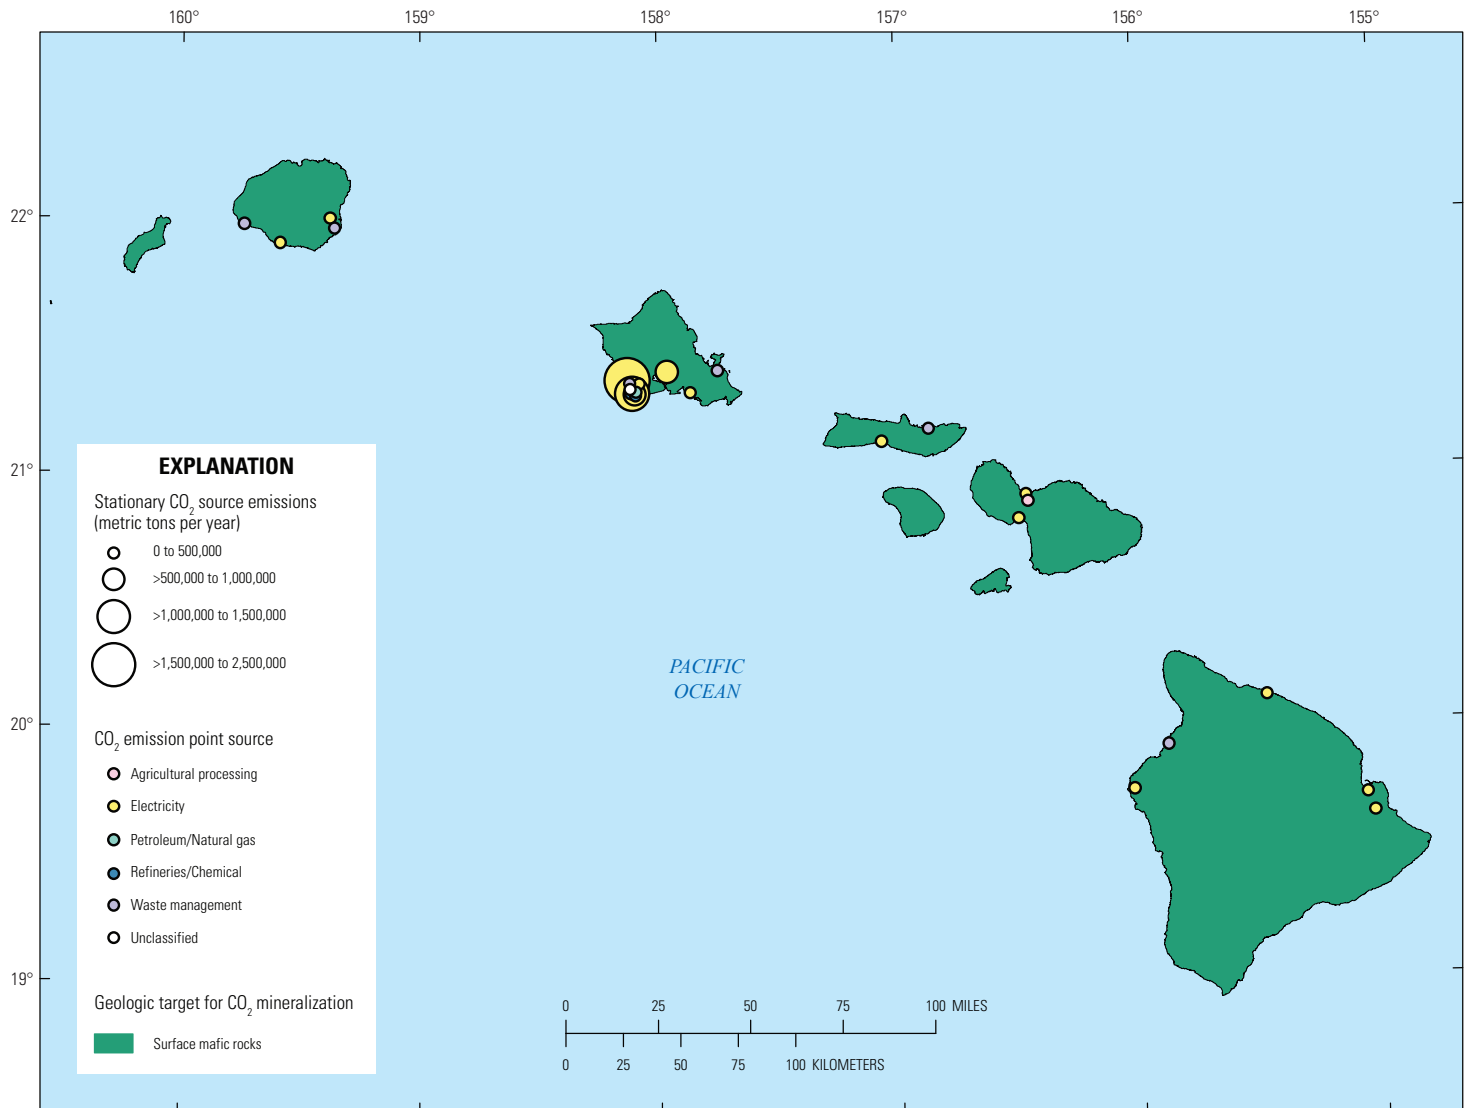 160° 159° 158° 157° 156° 155°
22°
21°
20°
19°
EXPLANATION
Stationary CO2 source emissions
(metric tons per year)
0 to 500,000
>500,000 to 1,000,000
>1,000,000 to 1,500,000
>1,500,000 to 2,500,000
CO2 emission point source
Agricultural processing
Electricity
Petroleum/Natural gas
Refineries/Chemical
Waste management
Unclassified
Geologic target for CO2 mineralization
Surface mafic rocks
PACIFIC
OCEAN
0 25 50 75 100 MILES
0 25 50 75 100 KILOMETERS